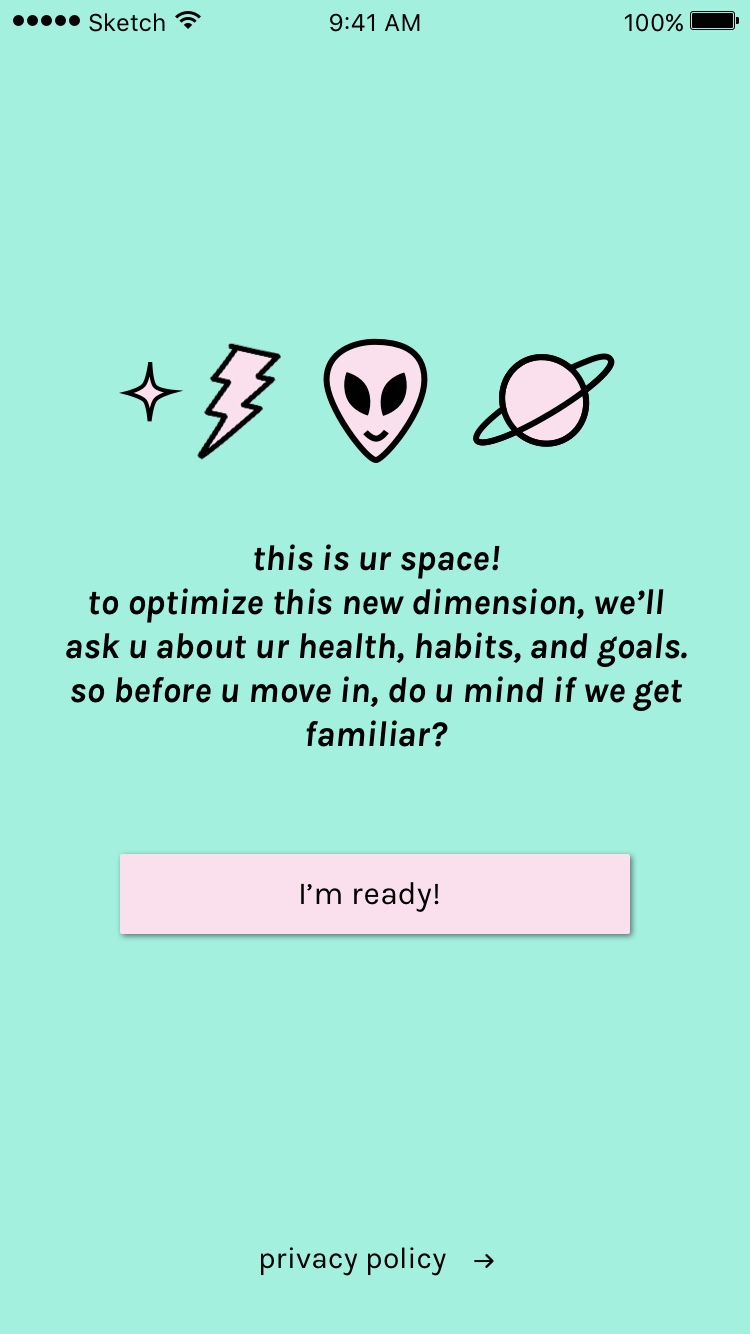 Sketch 9:41 AM 100%
this is ur space!
to optimize this new dimension, we’ll
ask u about ur health, habits, and goals.
so before u move in, do u mind if we get
familiar?
I’m ready!
privacy policy →